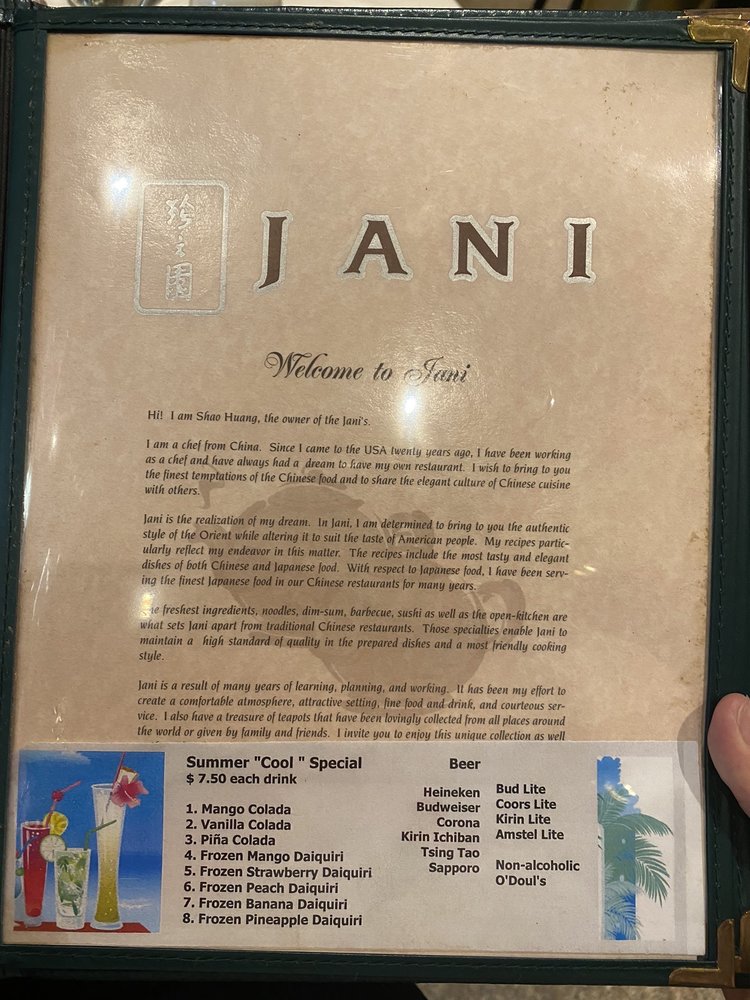 珍之園
JANI
Welcome to Jani
Hi! I am Shao Huang, the owner of the Jani's.
I am a chef from China. Since I came to the USA twenty years ago, I have been working
as a chef and have always had a dream to have my own restaurant. I wish to bring to you
the finest temptations of the Chinese food and to share the elegant culture of Chinese cuisine
with others.
Jani is the realization of my dream. In Jani, I am determined to bring to you the authentic
style of the Orient while altering it to suit the taste of American people. My recipes partic-
ularly reflect my endeavor in this matter. The recipes include the most tasty and elegant
dishes of both Chinese and Japanese food. With respect to Japanese food, I have been serv-
ing the finest Japanese food in our Chinese restaurants for many years.
The freshest ingredients, noodles, dim-sum, barbecue, sushi as well as the open-kitchen are
what sets Jani apart from traditional Chinese restaurants. Those specialties enable Jani to
maintain a high standard of quality in the prepared dishes and a most friendly cooking
style.
Jani is a result of many years of learning, planning, and working. It has been my effort to
create a comfortable atmosphere, attractive setting, fine food and drink, and courteous ser-
vice. I also have a treasure of teapots that have been lovingly collected from all places around
the world or given by family and friends. I invite you to enjoy this unique collection as well
Summer "Cool " Special
$ 7.50 each drink
1. Mango Colada
2. Vanilla Colada
3. Piña Colada
4. Frozen Mango Daiquiri
5. Frozen Strawberry Daiquiri
6. Frozen Peach Daiquiri
7. Frozen Banana Daiquiri
8. Frozen Pineapple Daiquiri
Beer
Heineken
Budweiser
Corona
Kirin Ichiban
Tsing Tao
Sapporo
Bud Lite
Coors Lite
Kirin Lite
Amstel Lite
Non-alcoholic
O'Doul's